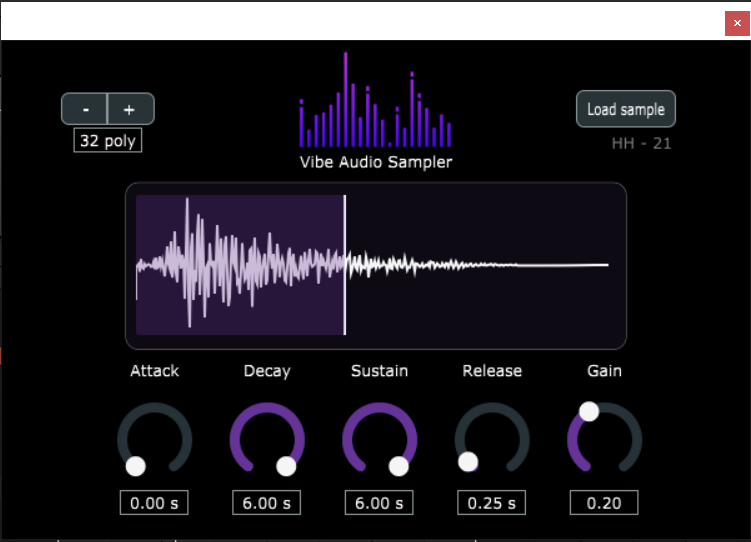 - +
Load sample
32 poly
HH - 21
Vibe Audio Sampler
Attack Decay Sustain Release Gain
0.00 s 6.00 s 6.00 s 0.25 s 0.20